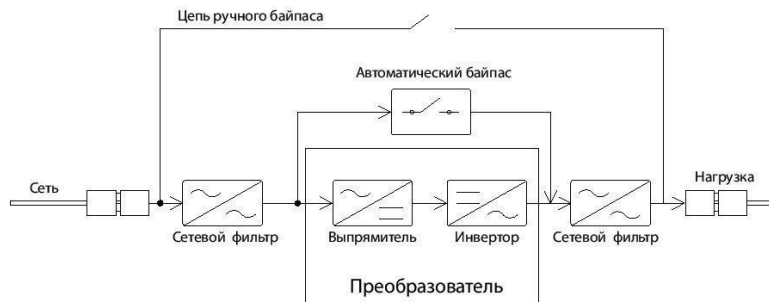 Цепь ручного байпаса
Автоматический байпас
Сеть
Нагрузка
Сетевой фильтр
Выпрямитель
Инвертор
Сетевой фильтр
Преобразователь